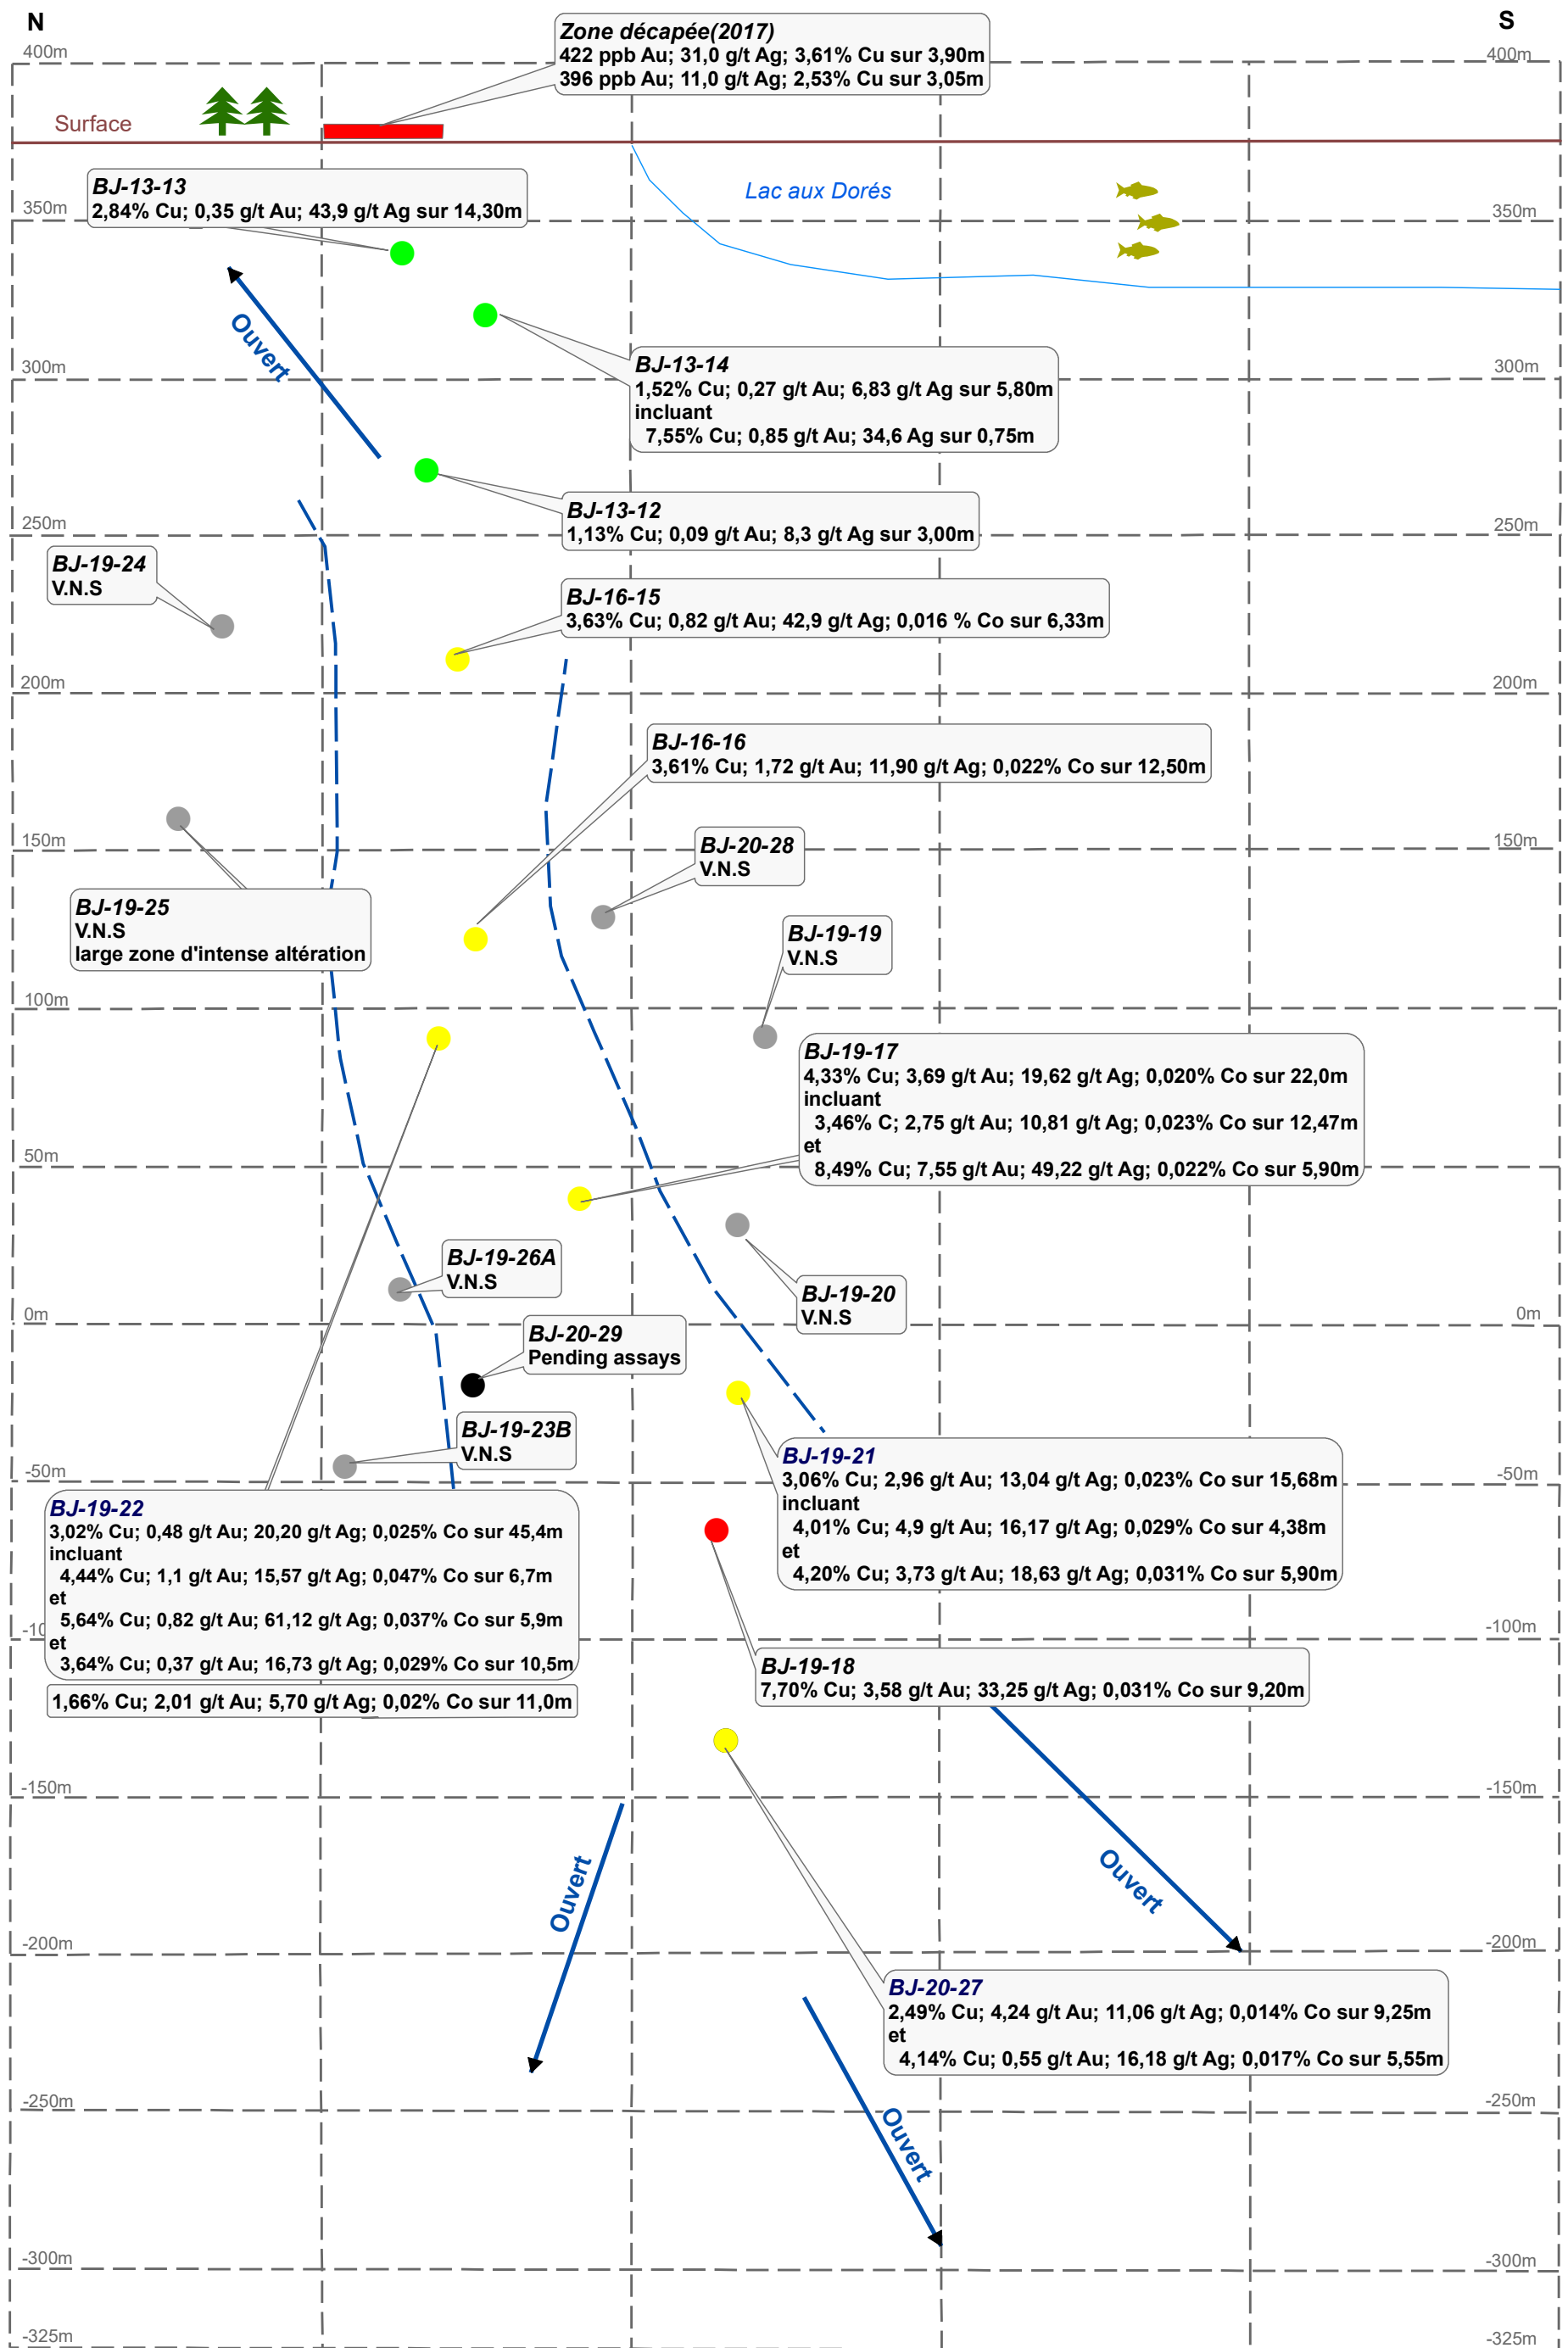 N
S
Zone décapée(2017)
422 ppb Au; 31,0 g/t Ag; 3,61% Cu sur 3,90m
396 ppb Au; 11,0 g/t Ag; 2,53% Cu sur 3,05m
400m
400m
Surface
BJ-13-13
2,84% Cu; 0,35 g/t Au; 43,9 g/t Ag sur 14,30m
Lac aux Dorés
350m
350m
Ouvert
BJ-13-14
1,52% Cu; 0,27 g/t Au; 6,83 g/t Ag sur 5,80m
incluant
7,55% Cu; 0,85 g/t Au; 34,6 Ag sur 0,75m
300m
300m
BJ-13-12
1,13% Cu; 0,09 g/t Au; 8,3 g/t Ag sur 3,00m
250m
250m
BJ-19-24
V.N.S
BJ-16-15
3,63% Cu; 0,82 g/t Au; 42,9 g/t Ag; 0,016 % Co sur 6,33m
200m
200m
BJ-16-16
3,61% Cu; 1,72 g/t Au; 11,90 g/t Ag; 0,022% Co sur 12,50m
150m
150m
BJ-20-28
V.N.S
BJ-19-25
V.N.S
large zone d'intense altération
BJ-19-19
V.N.S
100m
100m
BJ-19-17
4,33% Cu; 3,69 g/t Au; 19,62 g/t Ag; 0,020% Co sur 22,0m
incluant
3,46% C; 2,75 g/t Au; 10,81 g/t Ag; 0,023% Co sur 12,47m
et
8,49% Cu; 7,55 g/t Au; 49,22 g/t Ag; 0,022% Co sur 5,90m
50m
50m
BJ-19-26A
V.N.S
BJ-19-20
V.N.S
0m
0m
BJ-20-29
Pending assays
BJ-19-23B
V.N.S
BJ-19-21
3,06% Cu; 2,96 g/t Au; 13,04 g/t Ag; 0,023% Co sur 15,68m
incluant
4,01% Cu; 4,9 g/t Au; 16,17 g/t Ag; 0,029% Co sur 4,38m
et
4,20% Cu; 3,73 g/t Au; 18,63 g/t Ag; 0,031% Co sur 5,90m
-50m
-50m
BJ-19-22
3,02% Cu; 0,48 g/t Au; 20,20 g/t Ag; 0,025% Co sur 45,4m
incluant
4,44% Cu; 1,1 g/t Au; 15,57 g/t Ag; 0,047% Co sur 6,7m
et
5,64% Cu; 0,82 g/t Au; 61,12 g/t Ag; 0,037% Co sur 5,9m
et
3,64% Cu; 0,37 g/t Au; 16,73 g/t Ag; 0,029% Co sur 10,5m
1,66% Cu; 2,01 g/t Au; 5,70 g/t Ag; 0,02% Co sur 11,0m
-10
-100m
BJ-19-18
7,70% Cu; 3,58 g/t Au; 33,25 g/t Ag; 0,031% Co sur 9,20m
-150m
-150m
Ouvert
Ouvert
-200m
-200m
BJ-20-27
2,49% Cu; 4,24 g/t Au; 11,06 g/t Ag; 0,014% Co sur 9,25m
et
4,14% Cu; 0,55 g/t Au; 16,18 g/t Ag; 0,017% Co sur 5,55m
-250m
-250m
Ouvert
-300m
-300m
-325m
-325m